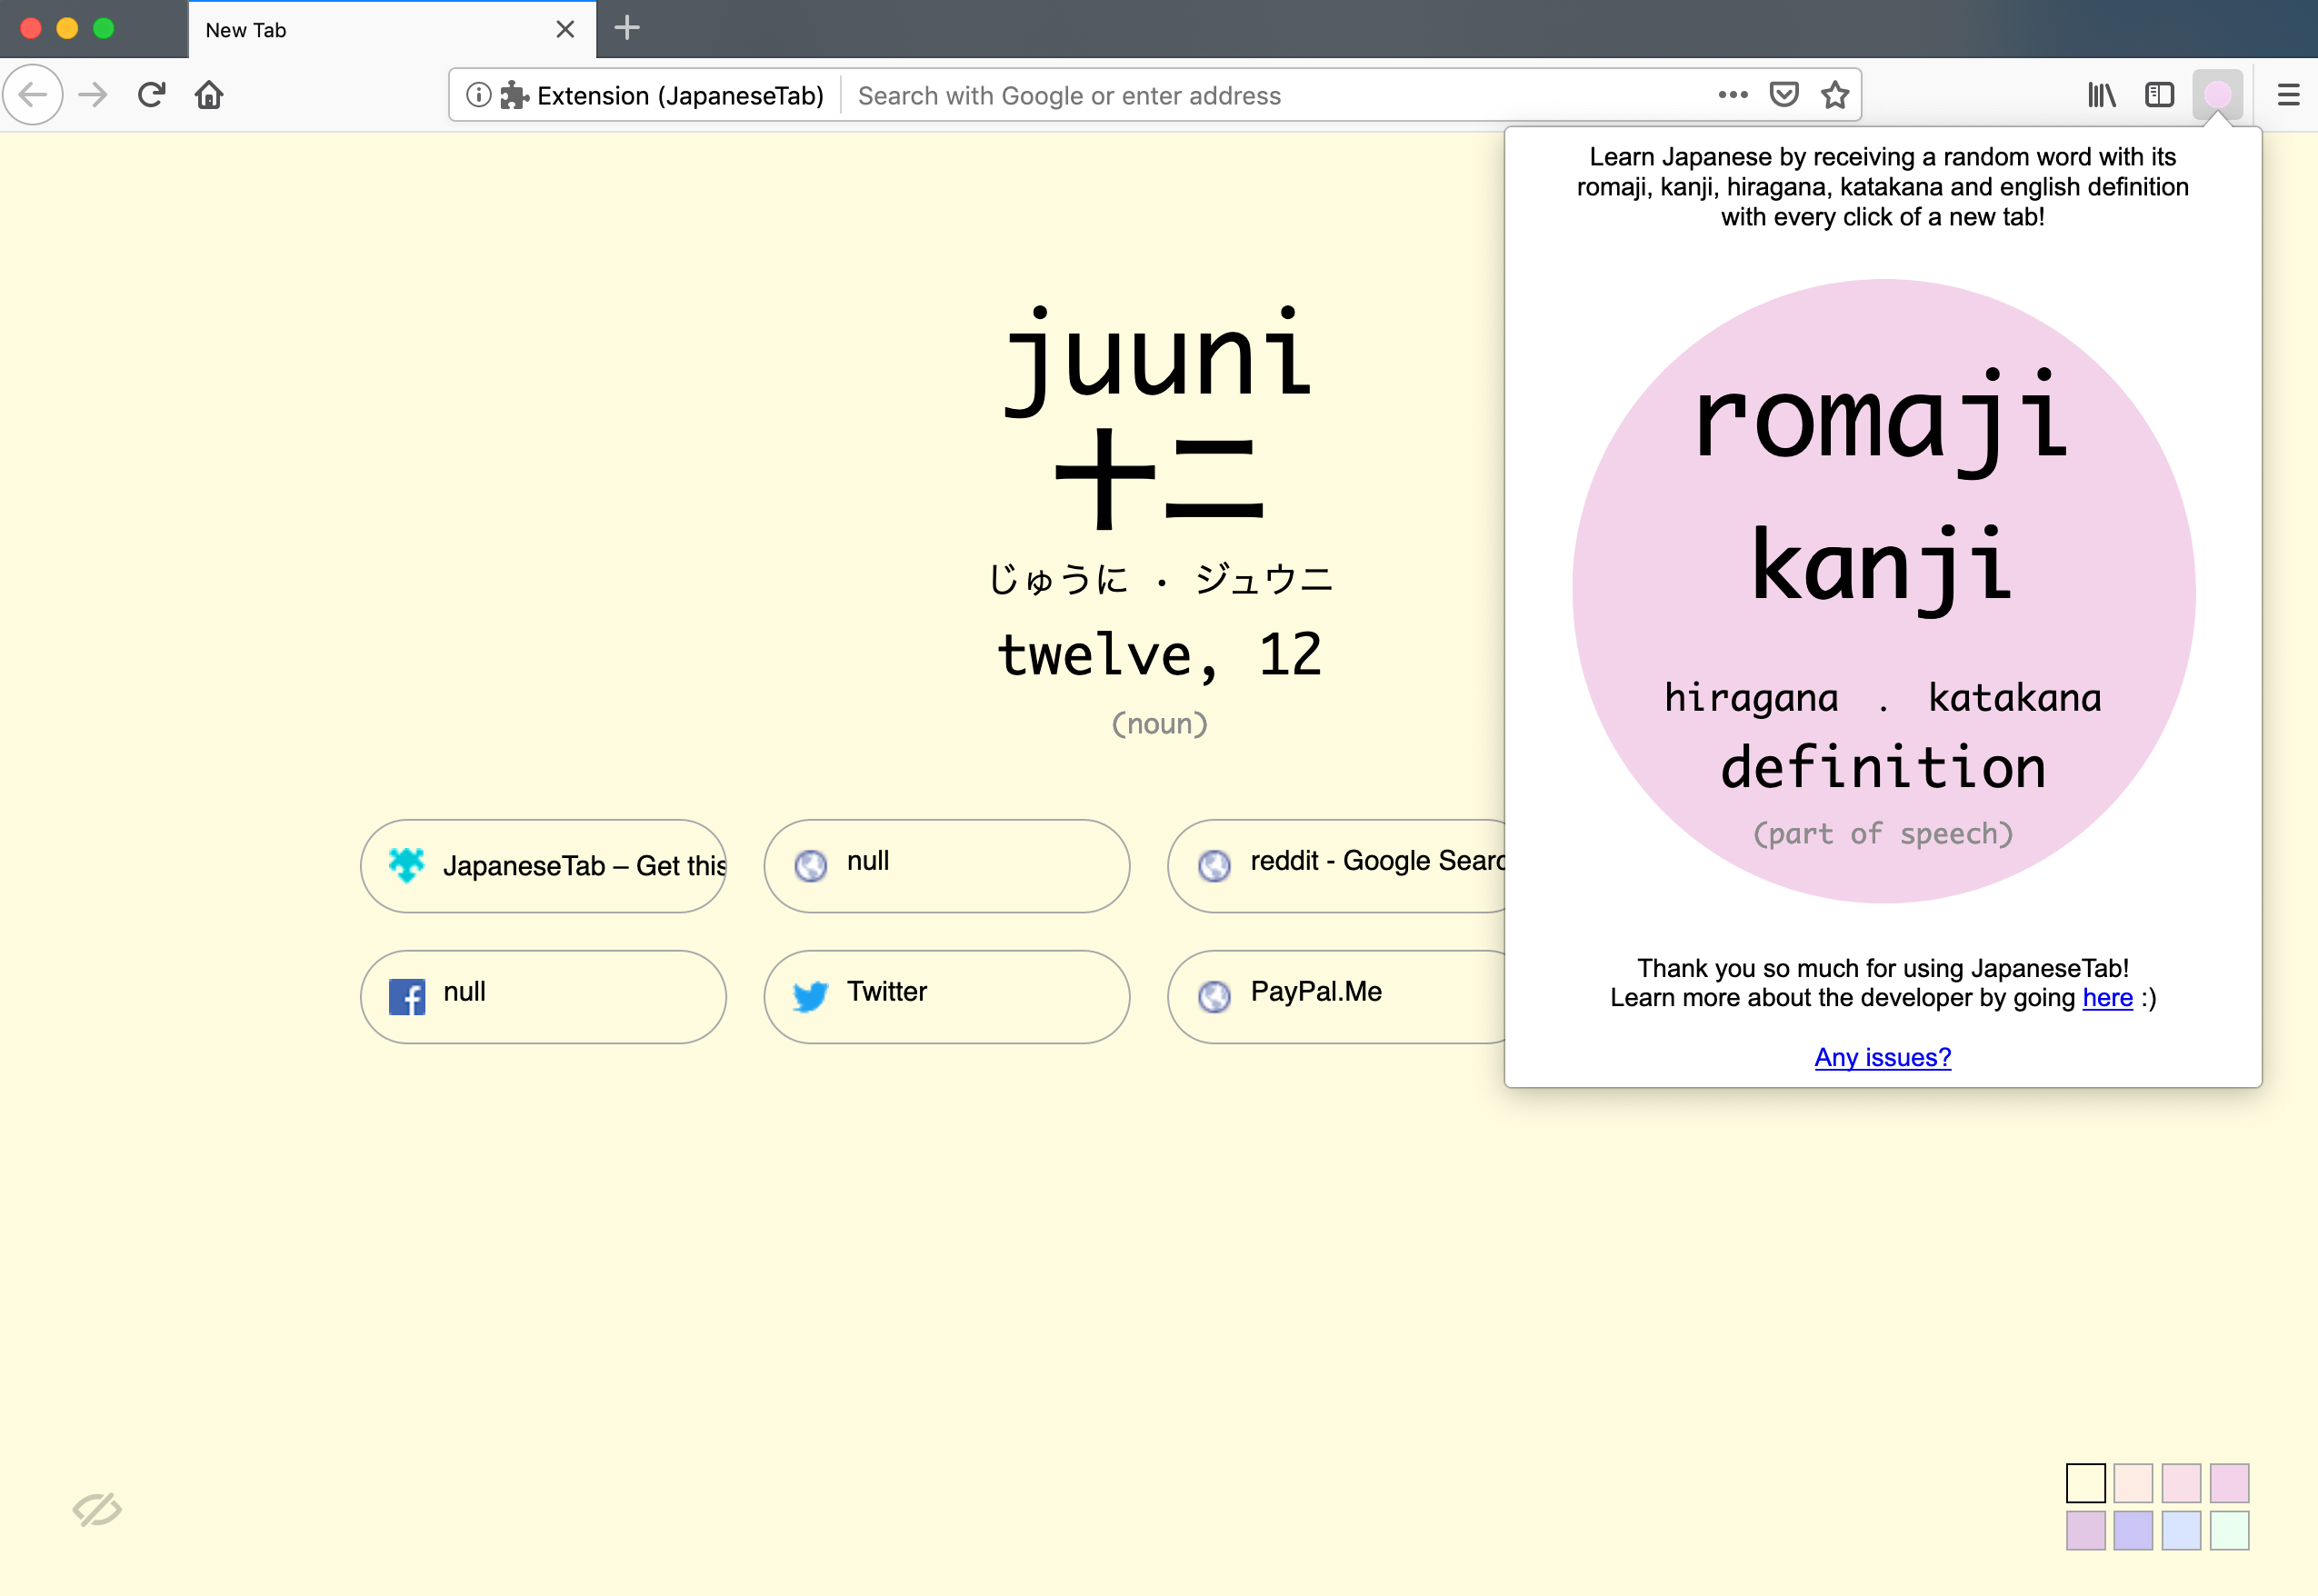 New Tab
Extension (JapaneseTab) Search with Google or enter address
Learn Japanese by receiving a random word with its
romaji, kanji, hiragana, katakana and english definition
with every click of a new tab!
juuni
十二
じゅうに · ジュウニ
twelve, 12
(noun)
romaji
kanji
hiragana . katakana
definition
(part of speech)
JapaneseTab – Get this
null
reddit - Google Searc
null
Twitter
PayPal.Me
Thank you so much for using JapaneseTab!
Learn more about the developer by going here :)
Any issues?